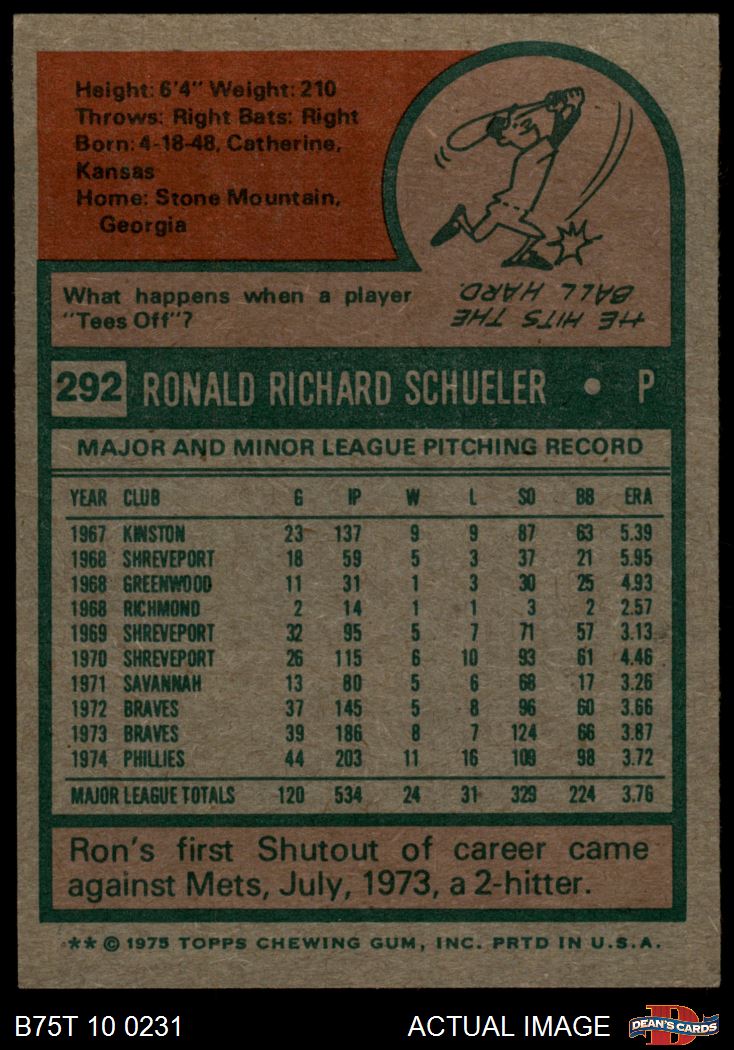 Height: 6'4" Weight: 210
Throws: Right Bats: Right
Born: 4-18-48, Catherine,
Kansas
Home: Stone Mountain,
Georgia
What happens when a player
"Tees Off"?
HE HITS THE
BALL HARD.
292 RONALD RICHARD SCHUELER • P
MAJOR AND MINOR LEAGUE PITCHING RECORD
YEAR CLUB G IP W L SO BB ERA
1967 KINSTON 23 137 9 9 87 63 5.39
1968 SHREVEPORT 18 59 5 3 37 21 5.95
1968 GREENWOOD 11 31 1 3 30 25 4.93
1968 RICHMOND 2 14 1 1 3 2 2.57
1969 SHREVEPORT 32 95 5 7 71 57 3.13
1970 SHREVEPORT 26 115 6 10 93 61 4.46
1971 SAVANNAH 13 80 5 6 68 17 3.26
1972 BRAVES 37 145 5 8 96 60 3.66
1973 BRAVES 39 186 8 7 124 66 3.87
1974 PHILLIES 44 203 11 16 109 98 3.72
MAJOR LEAGUE TOTALS 120 534 24 31 329 224 3.76
Ron's first Shutout of career came
against Mets, July, 1973, a 2-hitter.
** © 1975 TOPPS CHEWING GUM, INC. PRTD IN U.S.A.
B75T 10 0231 ACTUAL IMAGE DEAN'S CARDS